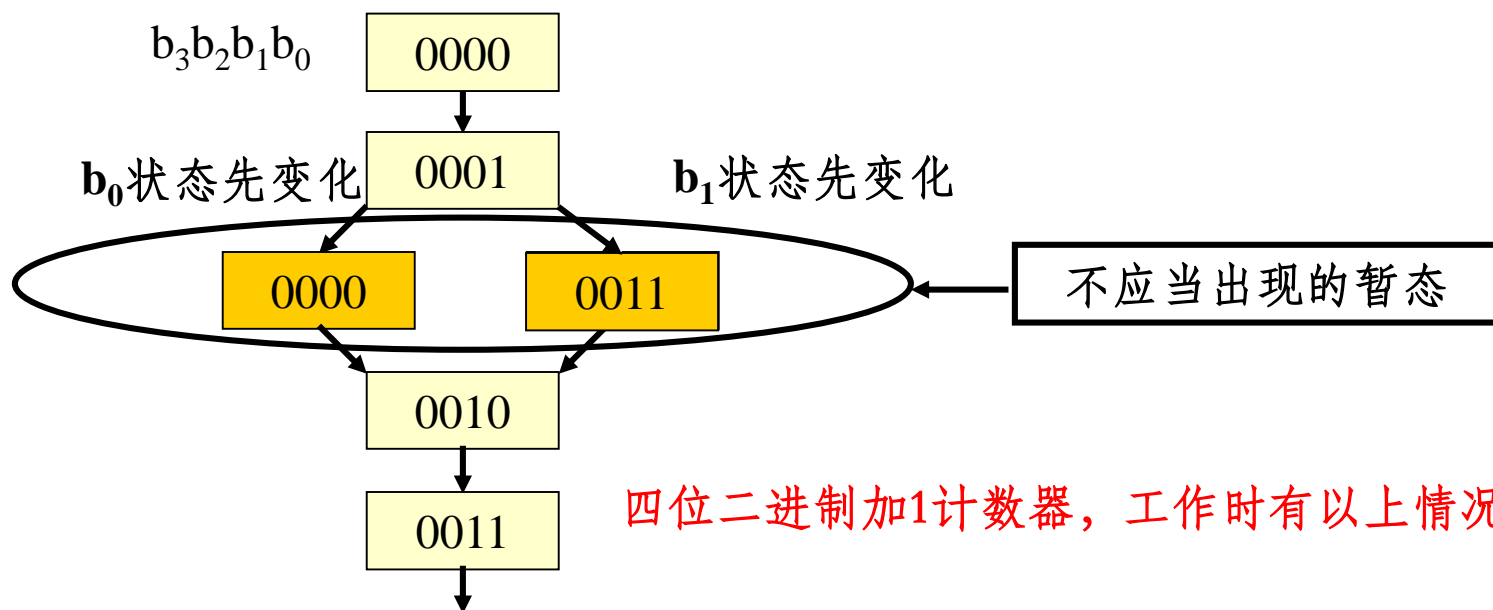 b₃b₂b₁b₀
0000
0001
b₀状态先变化
b₁状态先变化
0000
0011
不应当出现的暂态
0010
0011
四位二进制加1计数器，工作时有以上情况